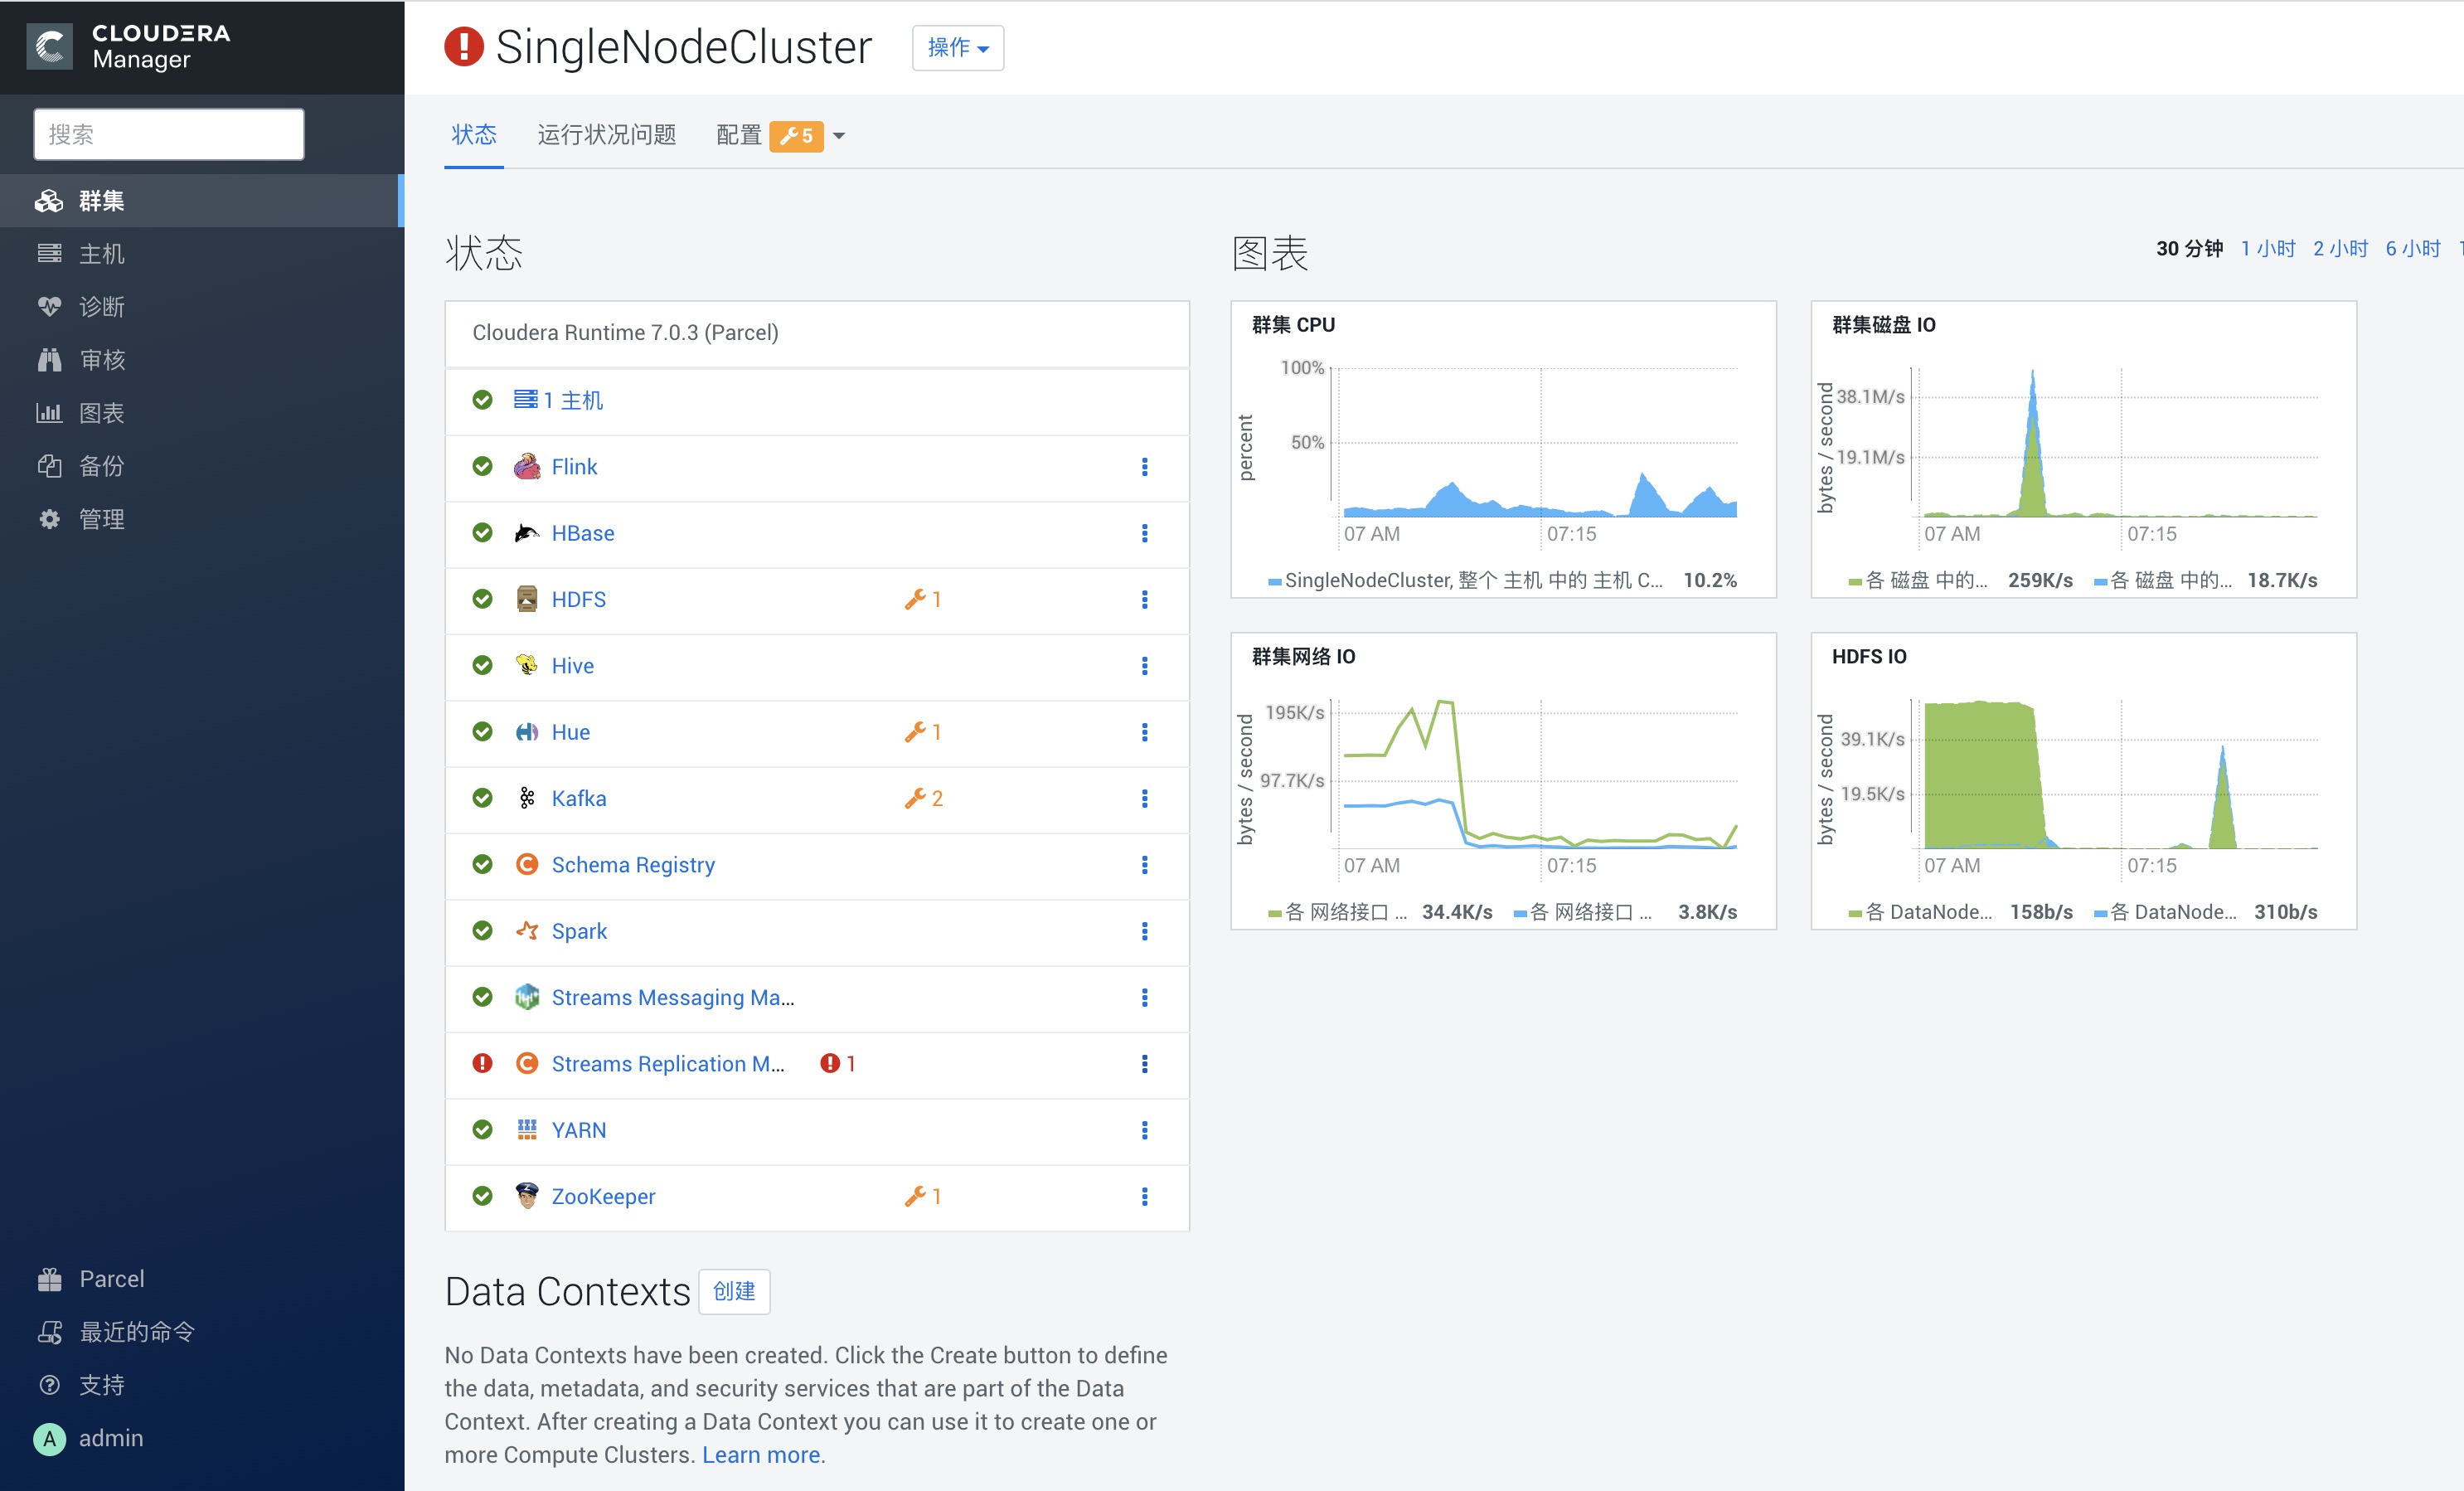 CLOUDERA
Manager
搜索
群集
主机
诊断
审核
图表
备份
管理
Parcel
最近的命令
支持
A admin
SingleNodeCluster 操作
状态 运行状况问题 配置 5
状态
Cloudera Runtime 7.0.3 (Parcel)
1 主机
Flink
HBase
HDFS 1
Hive
Hue 1
Kafka 2
Schema Registry
Spark
Streams Messaging Ma...
Streams Replication M... 1
YARN
ZooKeeper 1
Data Contexts 创建
No Data Contexts have been created. Click the Create button to define
the data, metadata, and security services that are part of the Data
Context. After creating a Data Context you can use it to create one or
more Compute Clusters. Learn more.
图表
30 分钟 1 小时 2 小时 6 小时
群集 CPU
percent
100%
50%
07 AM 07:15
SingleNodeCluster, 整个 主机 中的 主机 C... 10.2%
群集磁盘 IO
bytes / second
38.1M/s
19.1M/s
07 AM 07:15
各 磁盘 中的... 259K/s 各 磁盘 中的... 18.7K/s
群集网络 IO
bytes / second
195K/s
97.7K/s
07 AM 07:15
各 网络接口 ... 34.4K/s 各 网络接口 ... 3.8K/s
HDFS IO
bytes / second
39.1K/s
19.5K/s
07 AM 07:15
各 DataNode... 158b/s 各 DataNode... 310b/s